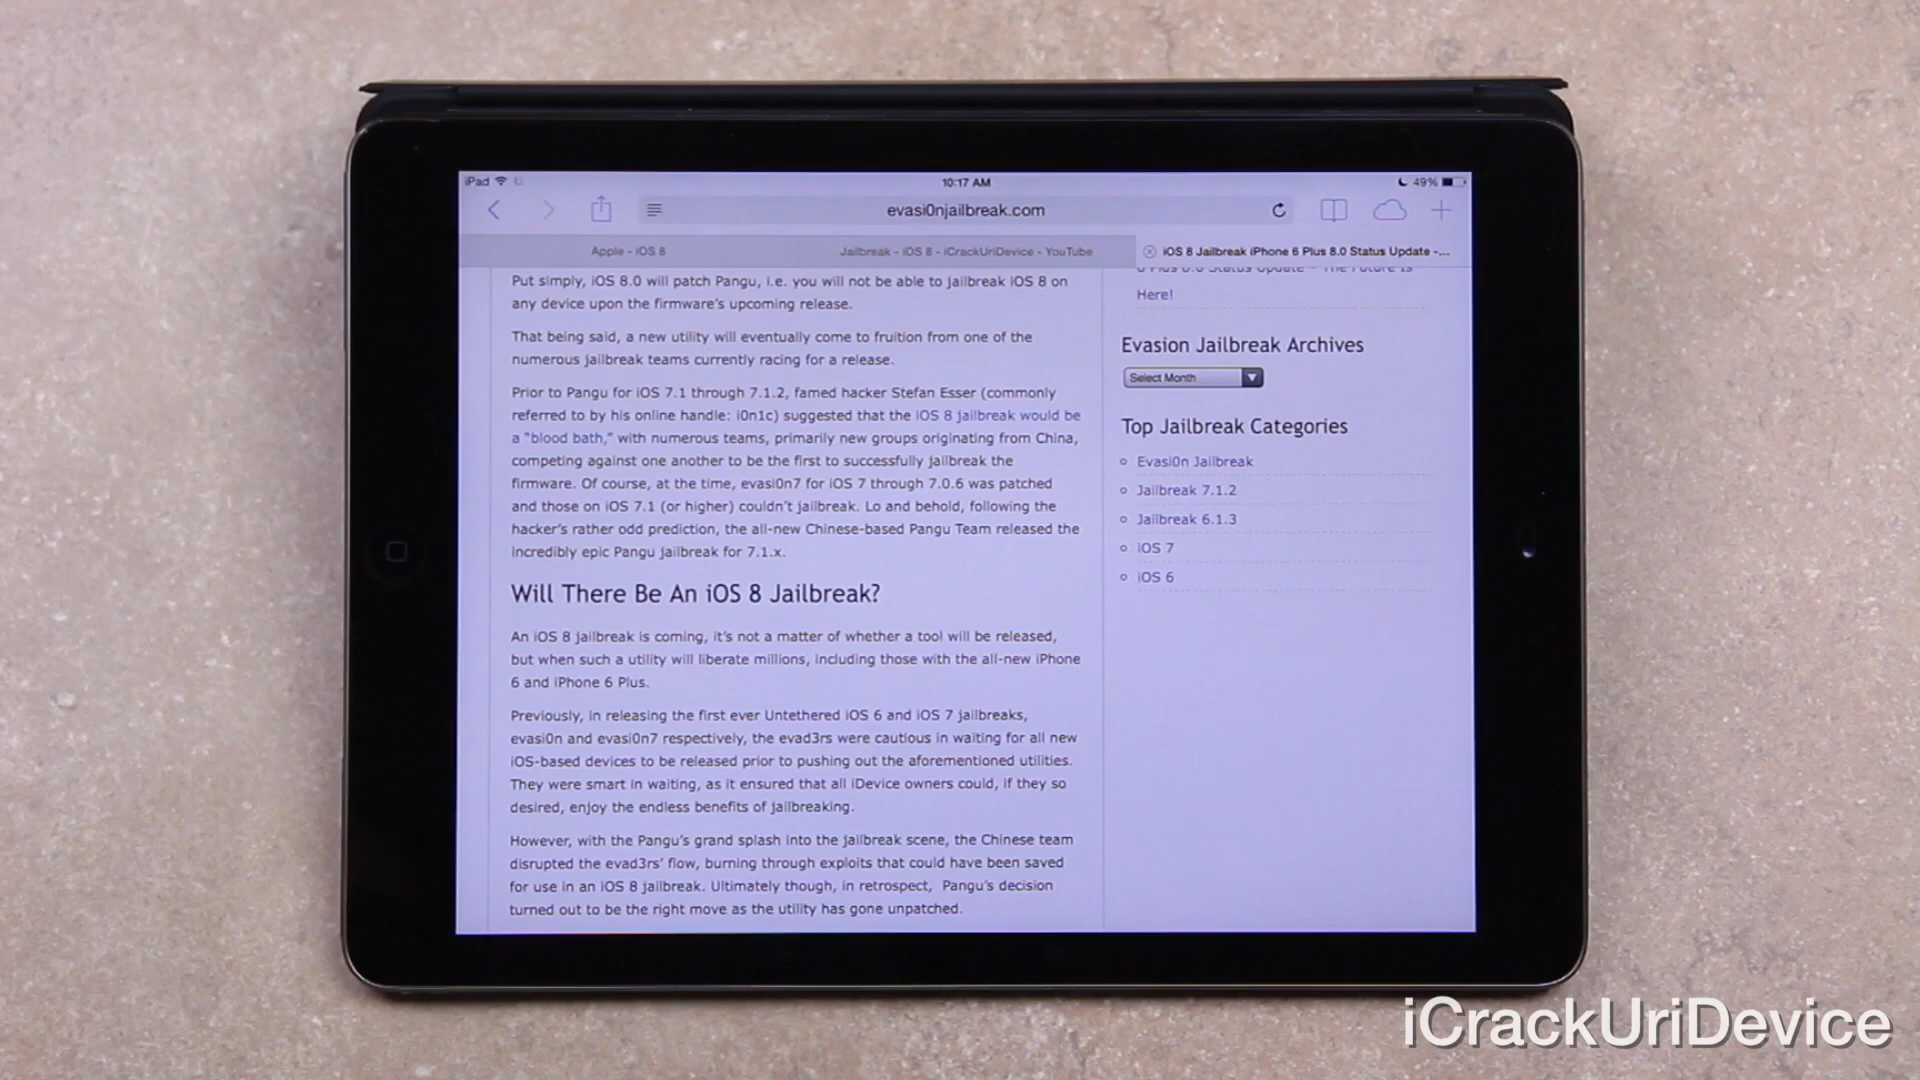 iPad
10:17 AM
49%
evasi0njailbreak.com
Apple - iOS 8
Jailbreak - iOS 8 - iCrackUriDevice - YouTube
iOS 8 Jailbreak iPhone 6 Plus 8.0 Status Update -...
Put simply, iOS 8.0 will patch Pangu, i.e. you will not be able to jailbreak iOS 8 on
any device upon the firmware's upcoming release.
That being said, a new utility will eventually come to fruition from one of the
numerous jailbreak teams currently racing for a release.
Prior to Pangu for iOS 7.1 through 7.1.2, famed hacker Stefan Esser (commonly
referred to by his online handle: i0n1c) suggested that the iOS 8 jailbreak would be
a "blood bath," with numerous teams, primarily new groups originating from China,
competing against one another to be the first to successfully jailbreak the
firmware. Of course, at the time, evasi0n7 for iOS 7 through 7.0.6 was patched
and those on iOS 7.1 (or higher) couldn't jailbreak. Lo and behold, following the
hacker's rather odd prediction, the all-new Chinese-based Pangu Team released the
incredibly epic Pangu jailbreak for 7.1.x.
Will There Be An iOS 8 Jailbreak?
An iOS 8 jailbreak is coming, it's not a matter of whether a tool will be released,
but when such a utility will liberate millions, including those with the all-new iPhone
6 and iPhone 6 Plus.
Previously, in releasing the first ever Untethered iOS 6 and iOS 7 jailbreaks,
evasi0n and evasi0n7 respectively, the evad3rs were cautious in waiting for all new
iOS-based devices to be released prior to pushing out the aforementioned utilities.
They were smart in waiting, as it ensured that all iDevice owners could, if they so
desired, enjoy the endless benefits of jailbreaking.
However, with the Pangu's grand splash into the jailbreak scene, the Chinese team
disrupted the evad3rs' flow, burning through exploits that could have been saved
for use in an iOS 8 jailbreak. Ultimately though, in retrospect, Pangu's decision
turned out to be the right move as the utility has gone unpatched.
6 Plus 8.0 Status Update – The Future Is
Here!
Evasion Jailbreak Archives
Select Month
Top Jailbreak Categories
Evasi0n Jailbreak
Jailbreak 7.1.2
Jailbreak 6.1.3
iOS 7
iOS 6
iCrackUriDevice